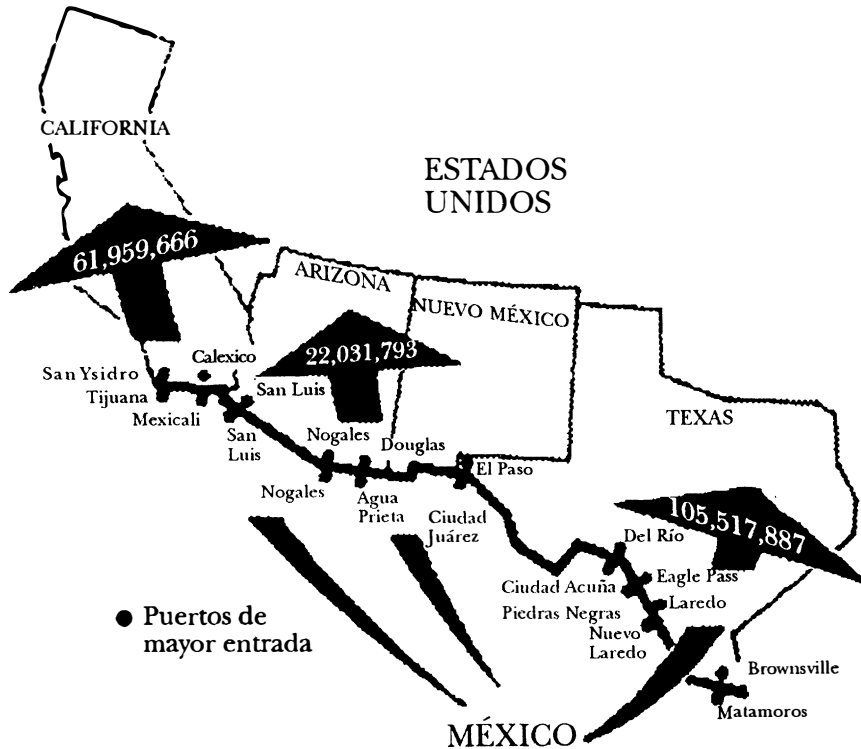 CALIFORNIA
ESTADOS
UNIDOS
61,959,666
ARIZONA
NUEVO MÉXICO
22,031,793
Calexico
San Ysidro
San Luis
Tijuana
Mexicali
San
Luis
TEXAS
Nogales
Douglas
El Paso
Nogales
Agua
Prieta
Ciudad
Juárez
105,517,887
Del Río
Ciudad Acuña
Eagle Pass
Piedras Negras
Laredo
Nuevo
Laredo
Puertos de
mayor entrada
Brownsville
Matamoros
MÉXICO